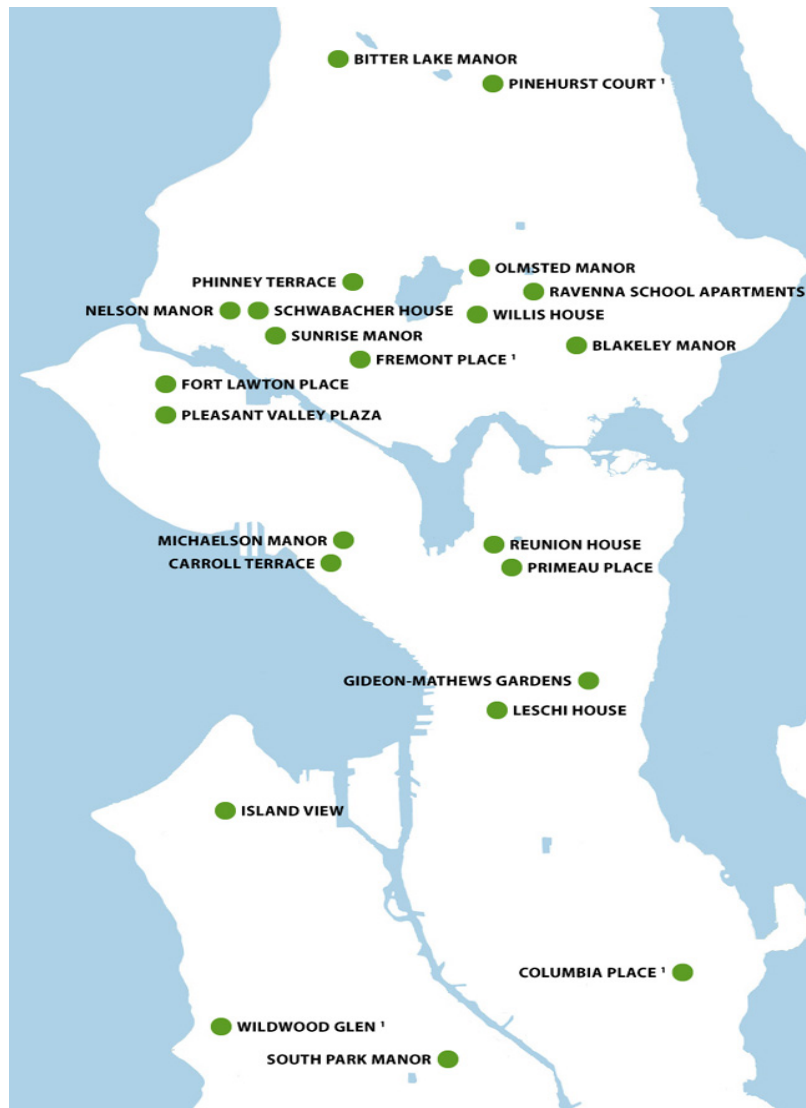 BITTER LAKE MANOR
PINEHURST COURT ¹
OLMSTED MANOR
PHINNEY TERRACE
RAVENNA SCHOOL APARTMENTS
NELSON MANOR
SCHWABACHER HOUSE
WILLIS HOUSE
SUNRISE MANOR
BLAKELEY MANOR
FREMONT PLACE ¹
FORT LAWTON PLACE
PLEASANT VALLEY PLAZA
MICHAELSON MANOR
REUNION HOUSE
CARROLL TERRACE
PRIMEAU PLACE
GIDEON-MATHEWS GARDENS
LESCHI HOUSE
ISLAND VIEW
COLUMBIA PLACE ¹
WILDWOOD GLEN ¹
SOUTH PARK MANOR